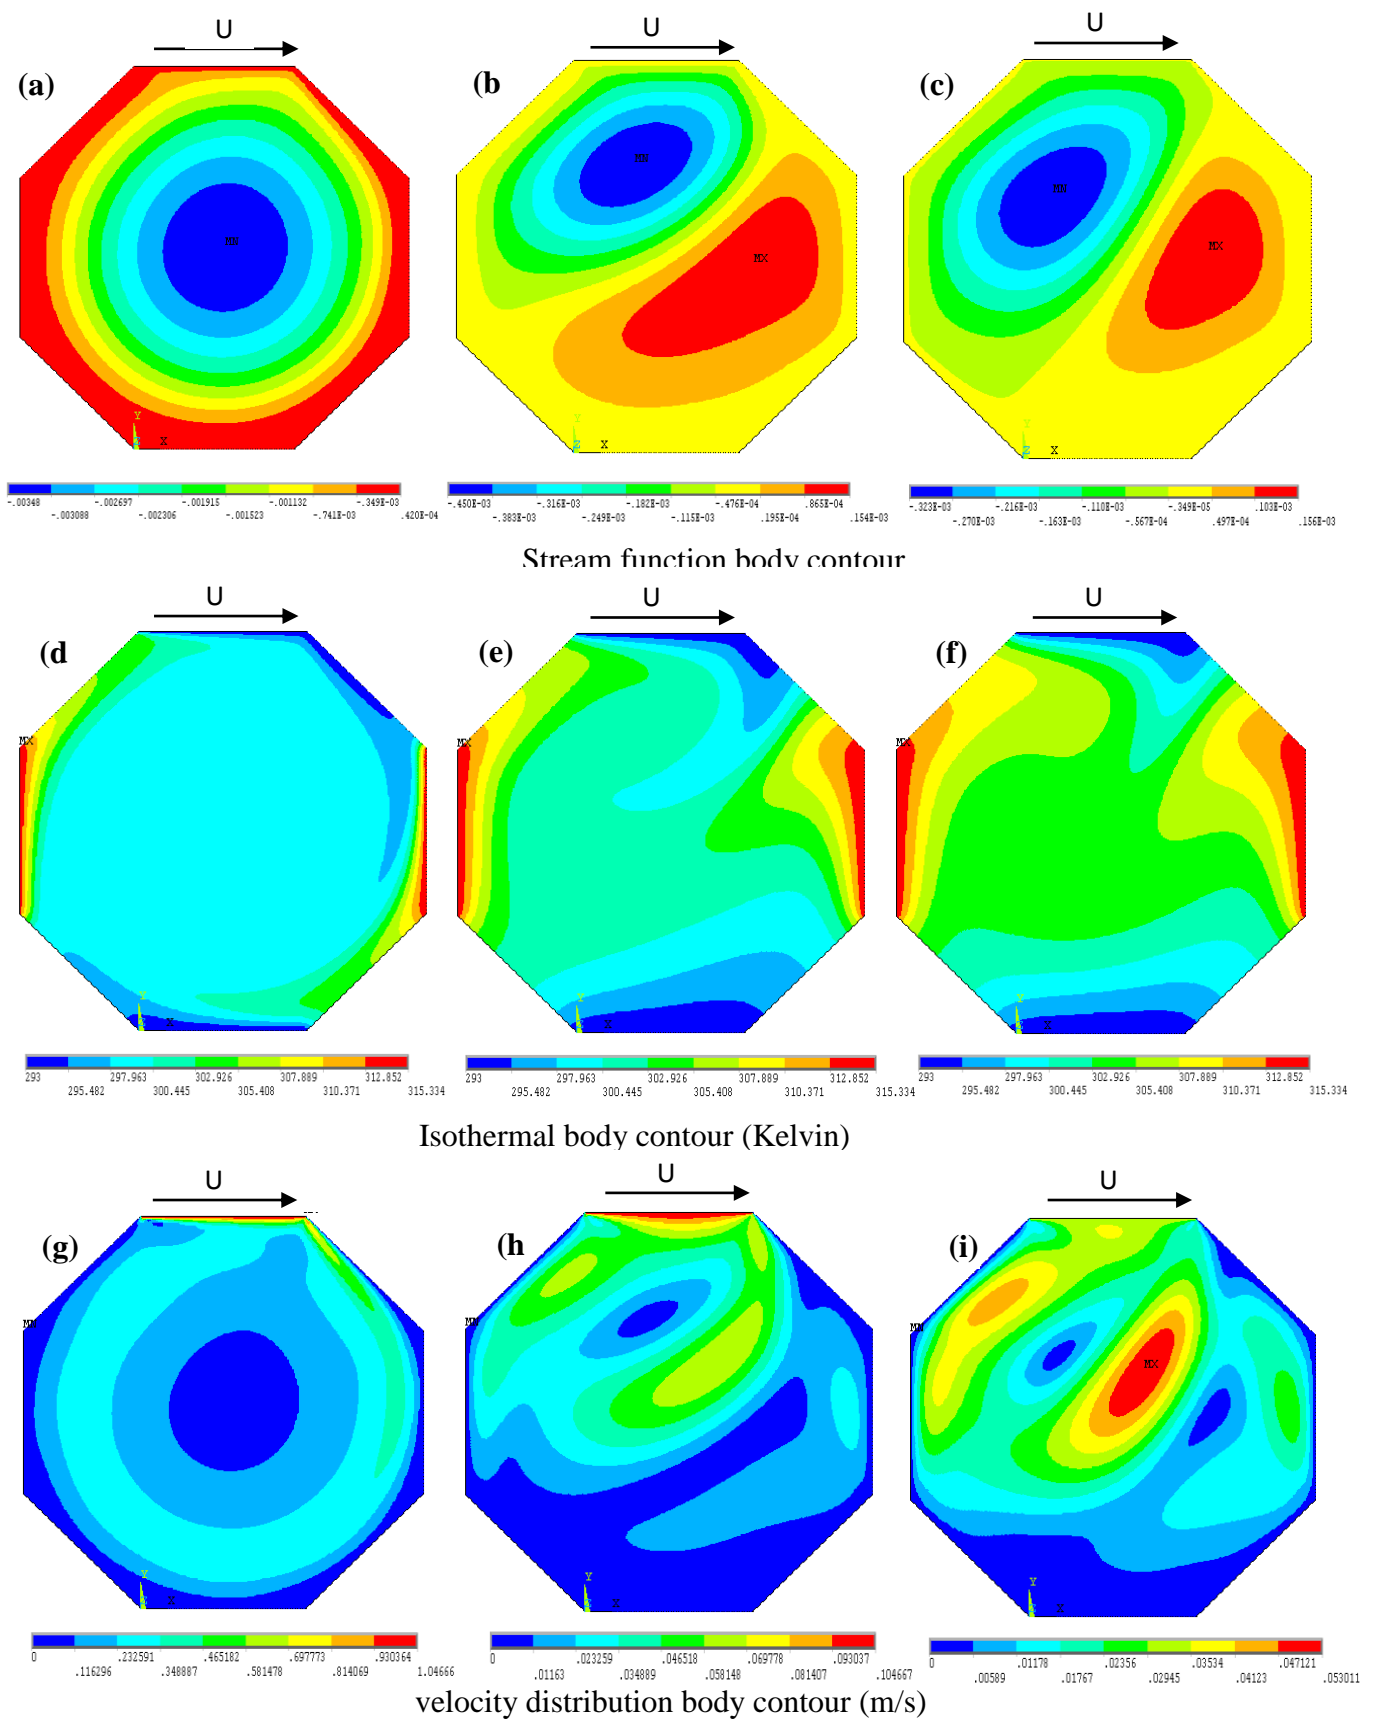 U U U
(a) (b) (c)
MN MN MN
MX MX
Y Y Y
X Z X Z X
-.00348 -.002697 -.001915 -.001132 -.349E-03
-.003088 -.002306 -.001523 -.741E-03 .420E-04
-.450E-03 -.316E-03 -.182E-03 -.476E-04 .865E-04
-.383E-03 -.249E-03 -.115E-03 .195E-04 .154E-03
-.323E-03 -.216E-03 -.110E-03 -.349E-05 .103E-03
-.270E-03 -.163E-03 -.567E-04 .497E-04 .156E-03
Stream function body contour
U U U
(d (e) (f)
MX MX MX
Y Y Y
X X X
293 297.963 302.926 307.889 312.852
295.482 300.445 305.408 310.371 315.334
293 297.963 302.926 307.889 312.852
295.482 300.445 305.408 310.371 315.334
293 297.963 302.926 307.889 312.852
295.482 300.445 305.408 310.371 315.334
Isothermal body contour (Kelvin)
U U U
(g) (h) (i)
MN MN MN
MX
Y Y Y
X X X
0 .232591 .465182 .697773 .930364
.116296 .348887 .581478 .814069 1.04666
0 .023259 .046518 .069778 .093037
.01163 .034889 .058148 .081407 .104667
0 .01178 .02356 .03534 .047121
.00589 .01767 .02945 .04123 .053011
velocity distribution body contour (m/s)